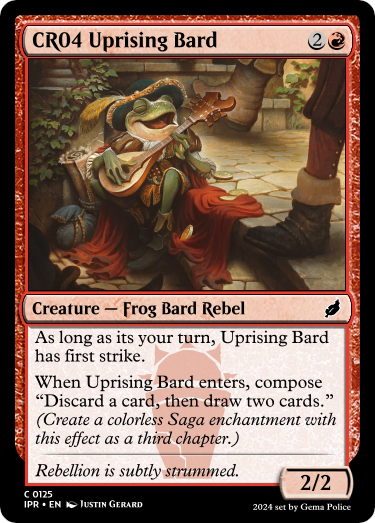 CR04 Uprising Bard 2
Creature — Frog Bard Rebel
As long as its your turn, Uprising Bard
has first strike.
When Uprising Bard enters, compose
“Discard a card, then draw two cards.”
(Create a colorless Saga enchantment with
this effect as a third chapter.)
Rebellion is subtly strummed.
2/2
C 0125
IPR • EN JUSTIN GERARD
2024 set by Gema Police